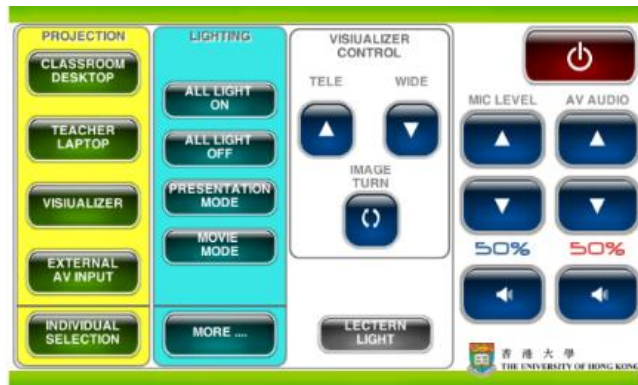 PROJECTION
CLASSROOM
DESKTOP
TEACHER
LAPTOP
VISIUALIZER
EXTERNAL
AV INPUT
INDIVIDUAL
SELECTION
LIGHTING
ALL LIGHT
ON
ALL LIGHT
OFF
PRESENTATION
MODE
MOVIE
MODE
MORE ....
VISIUALIZER
CONTROL
TELE WIDE
IMAGE
TURN
LECTERN
LIGHT
MIC LEVEL AV AUDIO
50% 50%
香港大學
THE UNIVERSITY OF HONG KONG